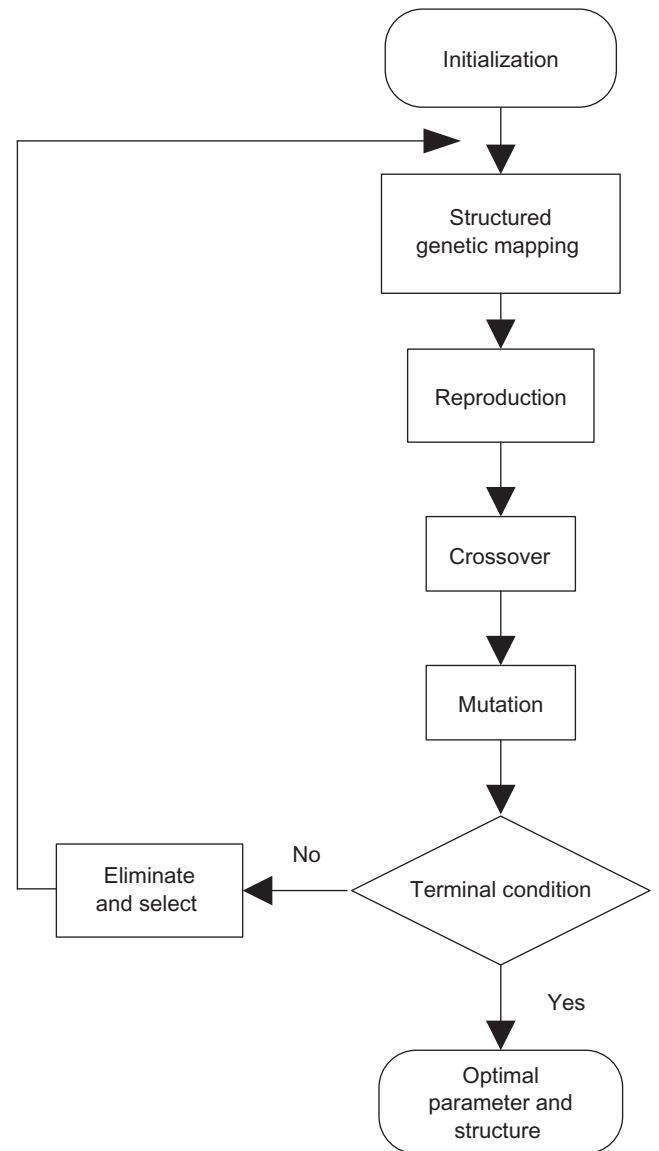 Initialization
Structured
genetic mapping
Reproduction
Crossover
Mutation
Terminal condition
No
Eliminate
and select
Yes
Optimal
parameter and
structure